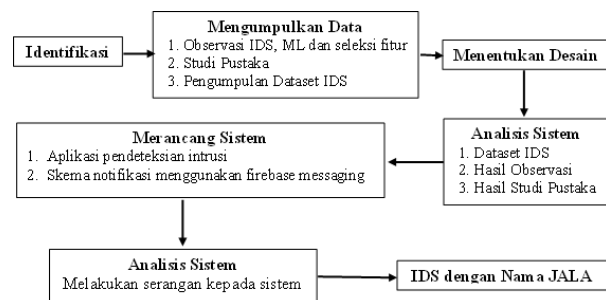 Identifikasi
Mengumpulkan Data
1. Observasi IDS, ML dan seleksi fitur
2. Studi Pustaka
3. Pengumpulan Dataset IDS
Menentukan Desain
Analisis Sistem
1. Dataset IDS
2. Hasil Observasi
3. Hasil Studi Pustaka
Merancang Sistem
1. Aplikasi pendeteksian intrusi
2. Skema notifikasi menggunakan firebase messaging
Analisis Sistem
Melakukan serangan kepada sistem
IDS dengan Nama JALA